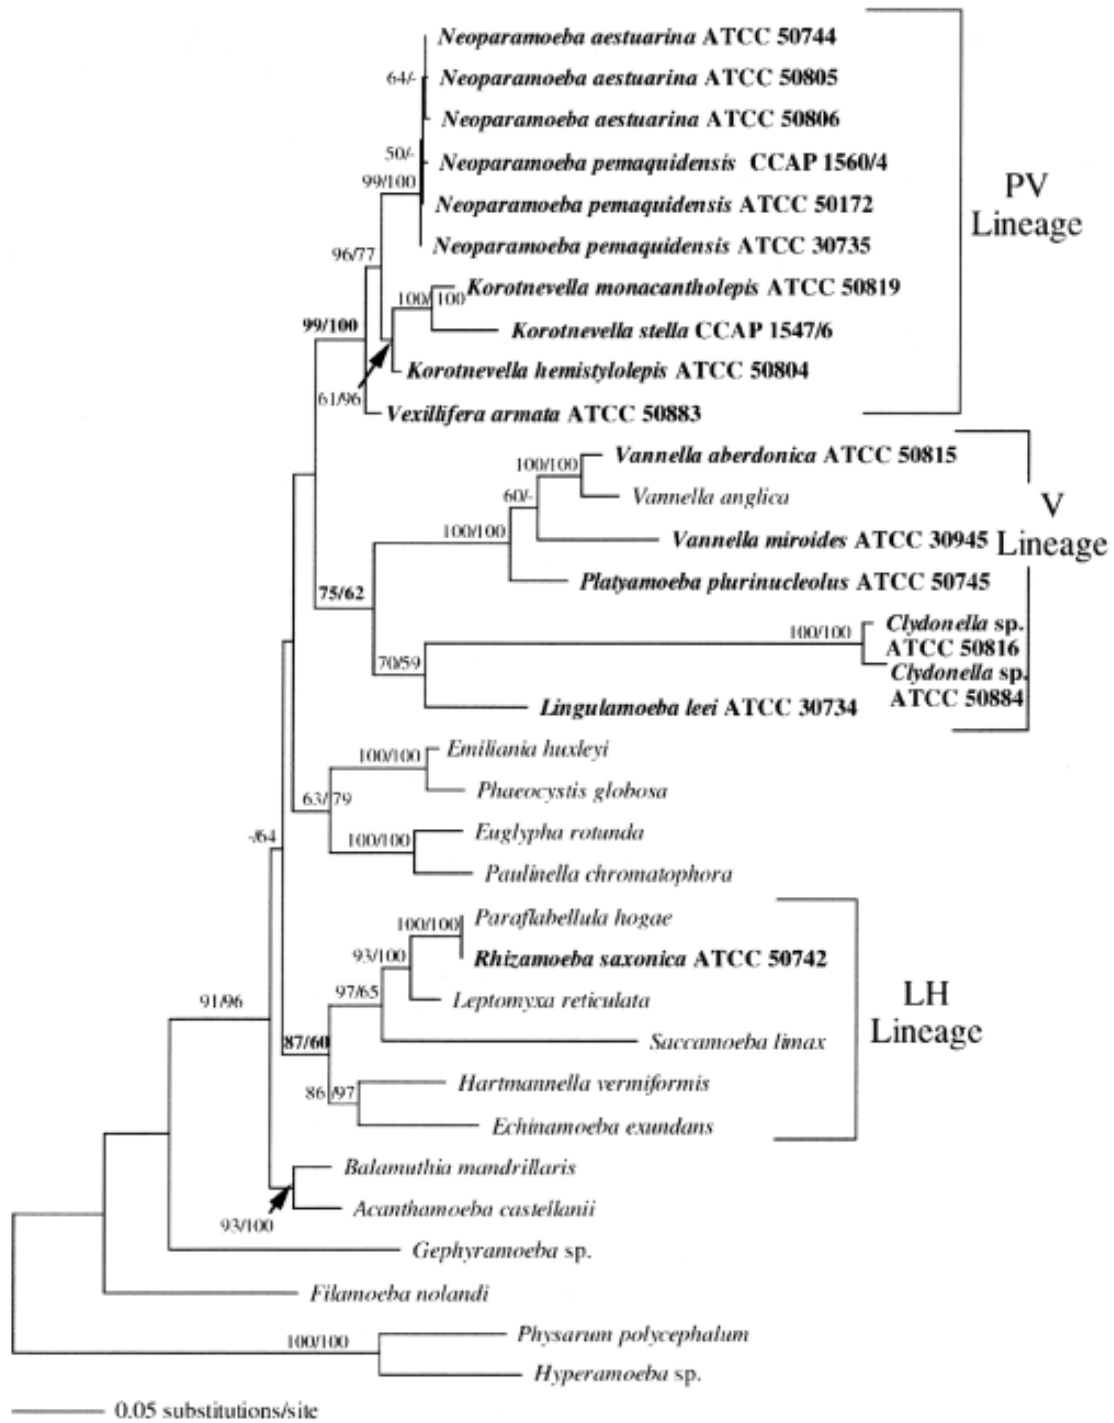 Neoparamoeba aestuarina ATCC 50744
64/-
Neoparamoeba aestuarina ATCC 50805
Neoparamoeba aestuarina ATCC 50806
50/-
Neoparamoeba pemaquidensis CCAP 1560/4
99/100
Neoparamoeba pemaquidensis ATCC 50172
PV
Lineage
Neoparamoeba pemaquidensis ATCC 30735
96/77
Korotnevella monacantholepis ATCC 50819
100/100
99/100
Korotnevella stella CCAP 1547/6
Korotnevella hemistylolepis ATCC 50804
61/96
Vexillifera armata ATCC 50883
Vannella aberdonica ATCC 50815
100/100
60/-
Vannella anglica
V
Lineage
100/100
Vannella miroides ATCC 30945
Platyamoeba plurinucleolus ATCC 50745
75/62
Clydonella sp.
ATCC 50816
100/100
Clydonella sp.
ATCC 50884
70/59
Lingulamoeba leei ATCC 30734
Emiliania huxleyi
100/100
Phaeocystis globosa
63/79
Euglypha rotunda
-/64
100/100
Paulinella chromatophora
Paraflabellula hogae
100/100
Rhizamoeba saxonica ATCC 50742
93/100
97/65
Leptomyxa reticulata
LH
Lineage
91/96
87/60
Saccamoeba limax
Hartmannella vermiformis
86/97
Echinamoeba exundans
Balamuthia mandrillaris
Acanthamoeba castellanii
93/100
Gephyramoeba sp.
Filamoeba nolandi
100/100
Physarum polycephalum
Hyperamoeba sp.
0.05 substitutions/site